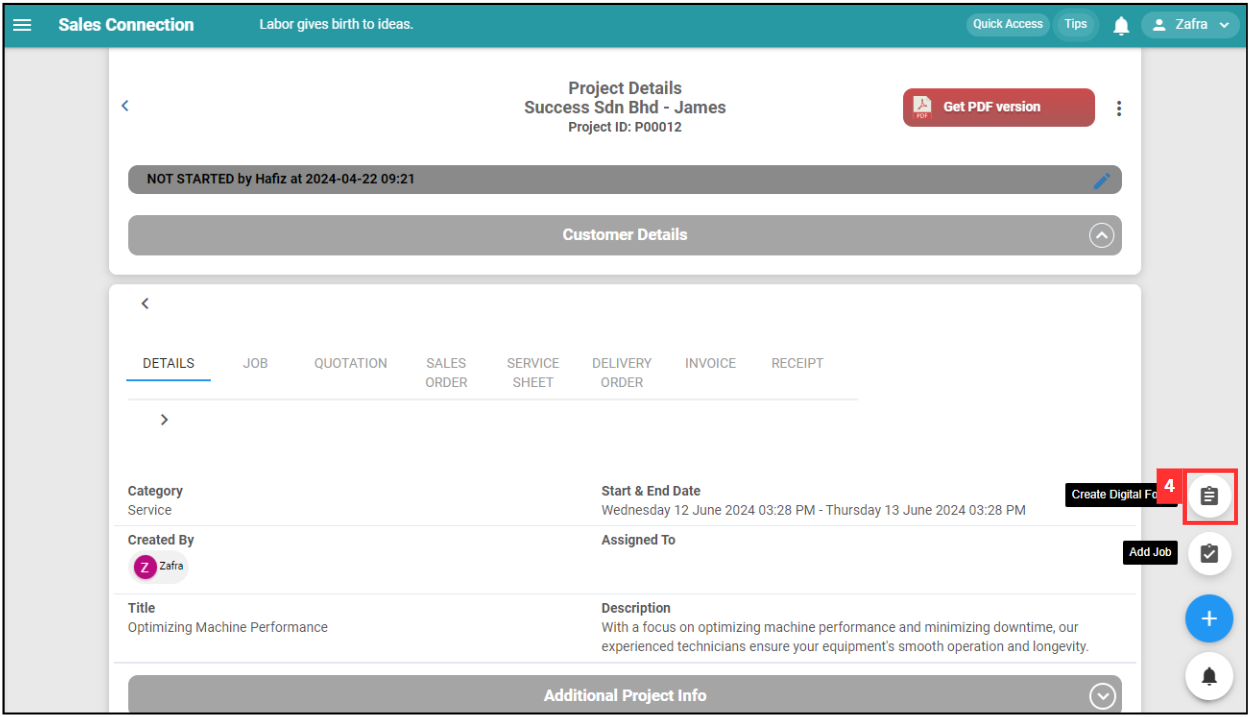 Sales Connection
Labor gives birth to ideas.
Quick Access
Tips
Zafra
Project Details
Success Sdn Bhd - James
Project ID: P00012
PDF
Get PDF version
NOT STARTED by Hafiz at 2024-04-22 09:21
Customer Details
DETAILS
JOB
QUOTATION
SALES
ORDER
SERVICE
SHEET
DELIVERY
ORDER
INVOICE
RECEIPT
Category
Service
Start & End Date
Wednesday 12 June 2024 03:28 PM - Thursday 13 June 2024 03:28 PM
Create Digital Fo
4
Created By
Z Zafra
Assigned To
Add Job
Title
Optimizing Machine Performance
Description
With a focus on optimizing machine performance and minimizing downtime, our
experienced technicians ensure your equipment's smooth operation and longevity.
Additional Project Info